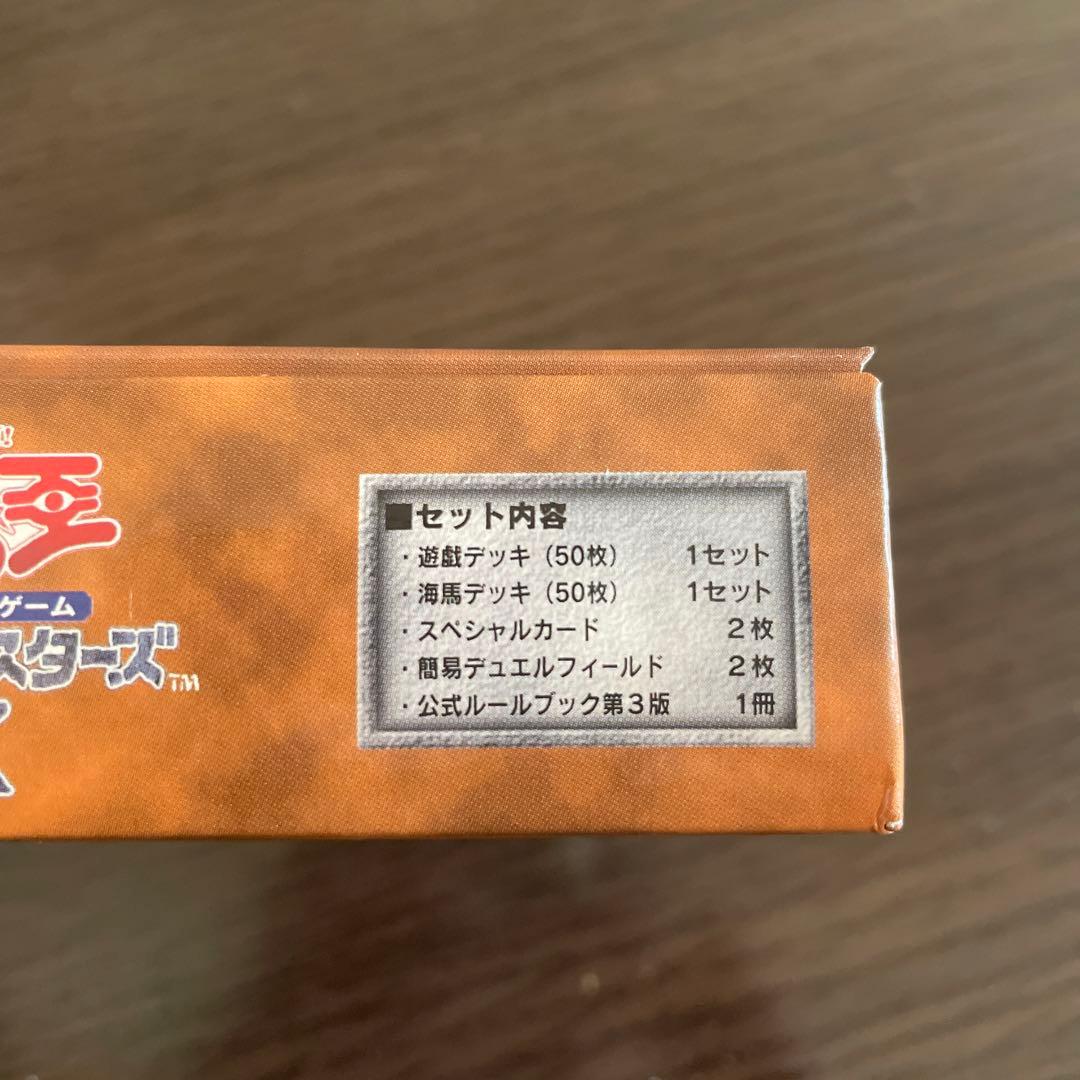 王
ゲーム
スターズ™
■セット内容
・遊戯デッキ（50枚） 1セット
・海馬デッキ（50枚） 1セット
・スペシャルカード 2枚
・簡易デュエルフィールド 2枚
・公式ルールブック第3版 1冊